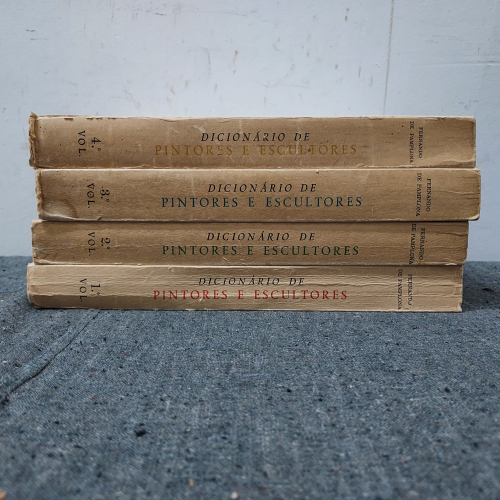 4.º
VOL.
DICIONÁRIO DE
PINTORES E ESCULTORES
FERNANDO
DE PAMPLONA
3.º
VOL.
DICIONÁRIO DE
PINTORES E ESCULTORES
FERNANDO
DE PAMPLONA
2.º
VOL.
DICIONÁRIO DE
PINTORES E ESCULTORES
FERNANDO
DE PAMPLONA
1.º
VOL.
DICIONÁRIO DE
PINTORES E ESCULTORES
FERNANDO
DE PAMPLONA